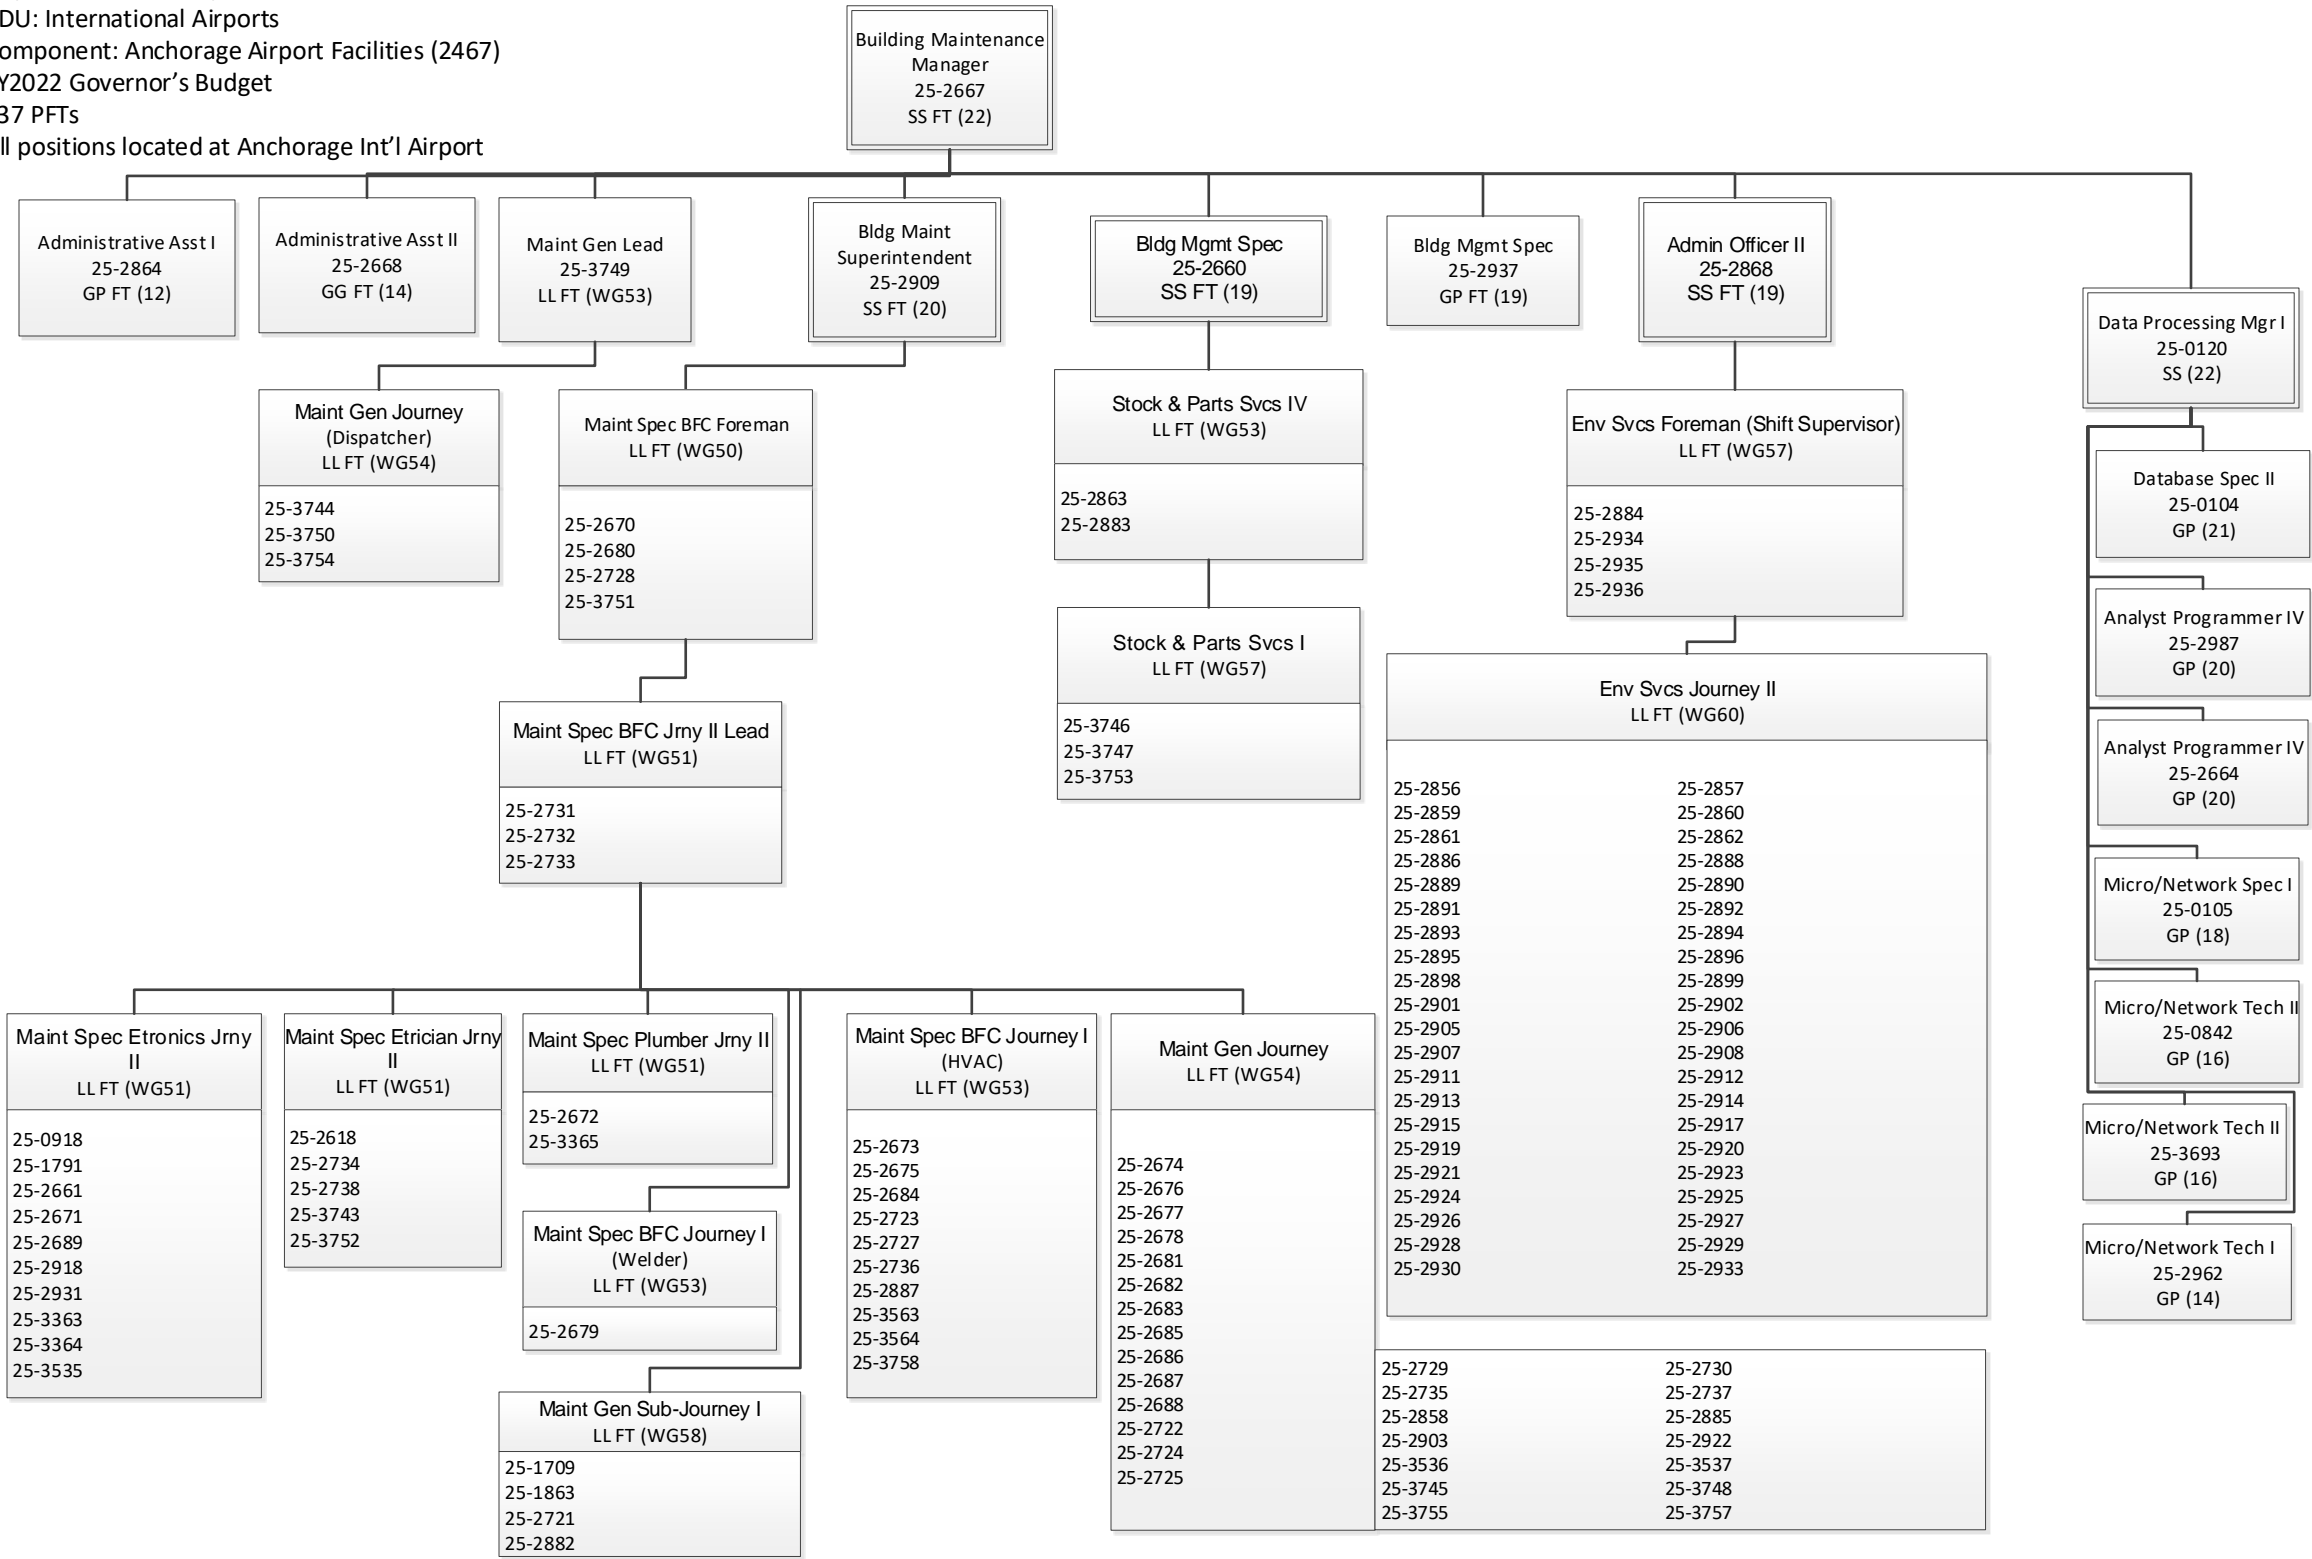 DU: International Airports
omponent: Anchorage Airport Facilities (2467)
Y2022 Governor's Budget
37 PFTs
ll positions located at Anchorage Int'l Airport
Building Maintenance
Manager
25-2667
SS FT (22)
Administrative Asst I
25-2864
GP FT (12)
Administrative Asst II
25-2668
GG FT (14)
Maint Gen Lead
25-3749
LL FT (WG53)
Bldg Maint
Superintendent
25-2909
SS FT (20)
Bldg Mgmt Spec
25-2660
SS FT (19)
Bldg Mgmt Spec
25-2937
GP FT (19)
Admin Officer II
25-2868
SS FT (19)
Data Processing Mgr I
25-0120
SS (22)
Maint Gen Journey
(Dispatcher)
LL FT (WG54)
25-3744
25-3750
25-3754
Maint Spec BFC Foreman
LL FT (WG50)
25-2670
25-2680
25-2728
25-3751
Stock & Parts Svcs IV
LL FT (WG53)
25-2863
25-2883
Env Svcs Foreman (Shift Supervisor)
LL FT (WG57)
25-2884
25-2934
25-2935
25-2936
Database Spec II
25-0104
GP (21)
Analyst Programmer IV
25-2987
GP (20)
Analyst Programmer IV
25-2664
GP (20)
Micro/Network Spec I
25-0105
GP (18)
Micro/Network Tech II
25-0842
GP (16)
Micro/Network Tech II
25-3693
GP (16)
Micro/Network Tech I
25-2962
GP (14)
Stock & Parts Svcs I
LL FT (WG57)
25-3746
25-3747
25-3753
Maint Spec BFC Jrny II Lead
LL FT (WG51)
25-2731
25-2732
25-2733
Env Svcs Journey II
LL FT (WG60)
25-2856 25-2857
25-2859 25-2860
25-2861 25-2862
25-2886 25-2888
25-2889 25-2890
25-2891 25-2892
25-2893 25-2894
25-2895 25-2896
25-2898 25-2899
25-2901 25-2902
25-2905 25-2906
25-2907 25-2908
25-2911 25-2912
25-2913 25-2914
25-2915 25-2917
25-2919 25-2920
25-2921 25-2923
25-2924 25-2925
25-2926 25-2927
25-2928 25-2929
25-2930 25-2933
Maint Spec Etronics Jrny
II
LL FT (WG51)
25-0918
25-1791
25-2661
25-2671
25-2689
25-2918
25-2931
25-3363
25-3364
25-3535
Maint Spec Etrician Jrny
II
LL FT (WG51)
25-2618
25-2734
25-2738
25-3743
25-3752
Maint Spec Plumber Jrny II
LL FT (WG51)
25-2672
25-3365
Maint Spec BFC Journey I
(Welder)
LL FT (WG53)
25-2679
Maint Gen Sub-Journey I
LL FT (WG58)
25-1709
25-1863
25-2721
25-2882
Maint Spec BFC Journey I
(HVAC)
LL FT (WG53)
25-2673
25-2675
25-2684
25-2723
25-2727
25-2736
25-2887
25-3563
25-3564
25-3758
Maint Gen Journey
LL FT (WG54)
25-2674
25-2676
25-2677
25-2678
25-2681
25-2682
25-2683
25-2685
25-2686
25-2687
25-2688
25-2722
25-2724
25-2725
25-2729 25-2730
25-2735 25-2737
25-2858 25-2885
25-2903 25-2922
25-3536 25-3537
25-3745 25-3748
25-3755 25-3757